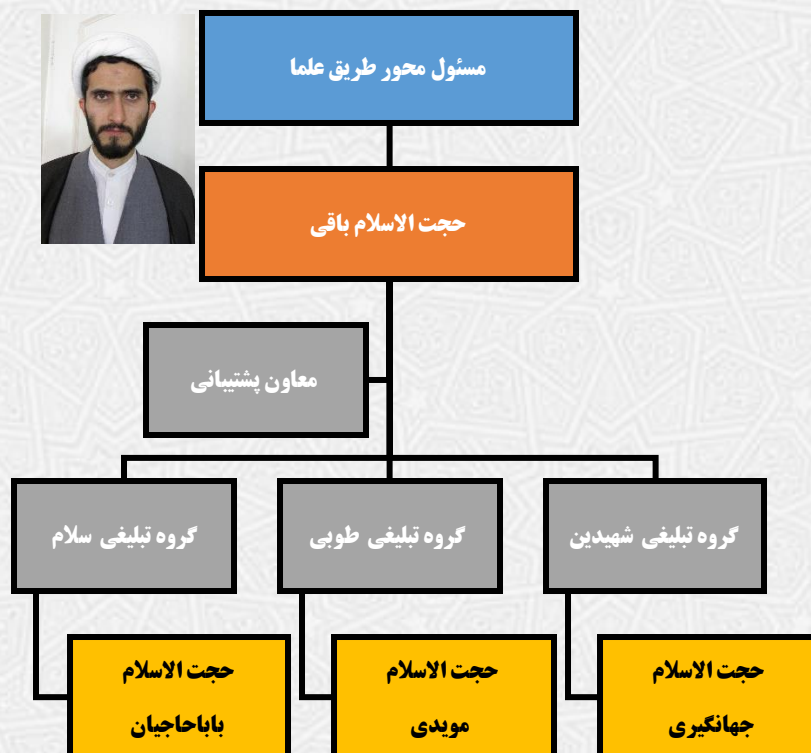 مسئول محور طریق علما
حجت الاسلام باقی
معاون پشتیبانی
گروه تبلیغی شهیدین
گروه تبلیغی طوبی
گروه تبلیغی سلام
حجت الاسلام
جهانگیری
حجت الاسلام
مویدی
حجت الاسلام
باباحاجیان